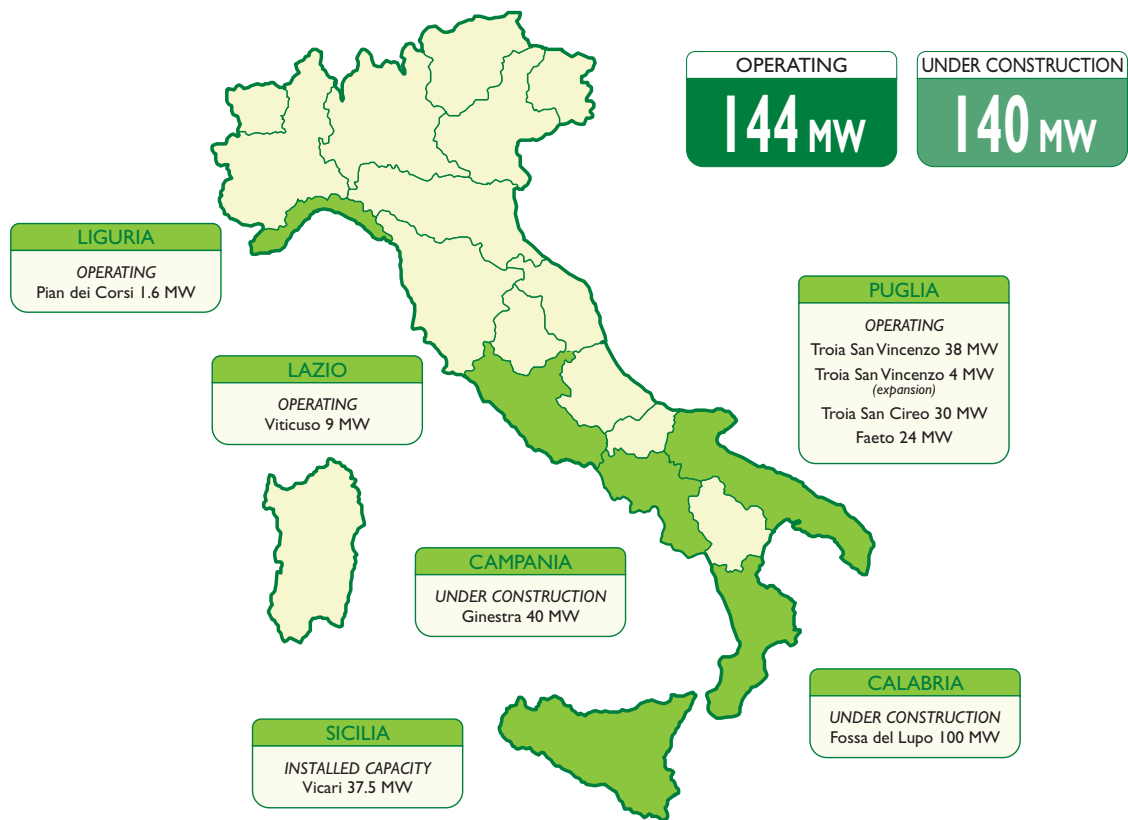 OPERATING
144 MW
UNDER CONSTRUCTION
140 MW
LIGURIA
OPERATING
Pian dei Corsi 1.6 MW
PUGLIA
OPERATING
Troia San Vincenzo 38 MW
Troia San Vincenzo 4 MW
(expansion)
Troia San Cireo 30 MW
Faeto 24 MW
LAZIO
OPERATING
Viticuso 9 MW
CAMPANIA
UNDER CONSTRUCTION
Ginestra 40 MW
CALABRIA
UNDER CONSTRUCTION
Fossa del Lupo 100 MW
SICILIA
INSTALLED CAPACITY
Vicari 37.5 MW